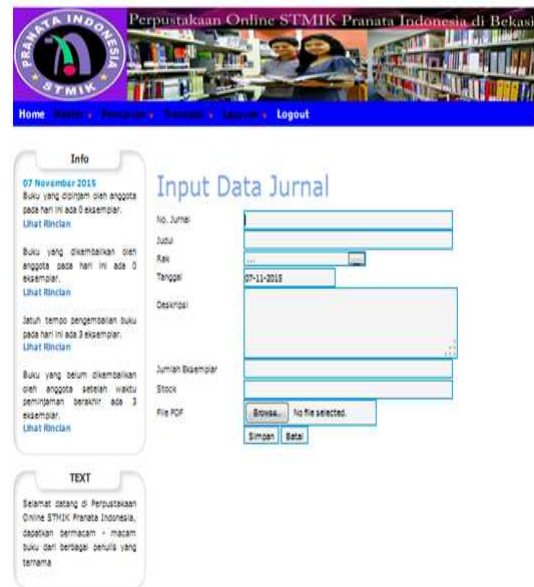 PRANATA INDONESIA
STMIK
Perpustakaan Online STMIK Pranata Indonesia di Bekasi
Home Master Pencarian Transaksi Laporan Logout
Info
07 November 2015
Buku yang dipinjam oleh anggota
pada hari ini ada 0 eksemplar.
Lihat Rincian
Buku yang dikembalikan oleh
anggota pada hari ini ada 0
eksemplar.
Lihat Rincian
Jatuh tempo pengembalian buku
pada hari ini ada 3 eksemplar.
Lihat Rincian
Buku yang belum dikembalikan
oleh anggota setelah waktu
peminjaman berakhir ada 3
eksemplar.
Lihat Rincian
TEXT
Selamat datang di Perpustakaan
Online STMIK Pranata Indonesia,
dapatkan bermacam - macam
buku dari berbagai penulis yang
ternama
Input Data Jurnal
No. Jurnal
Judul
Rak ... ...
Tanggal 07-11-2015
Deskripsi
Jumlah Eksemplar
Stock
File PDF Browse... No file selected.
Simpan Batal